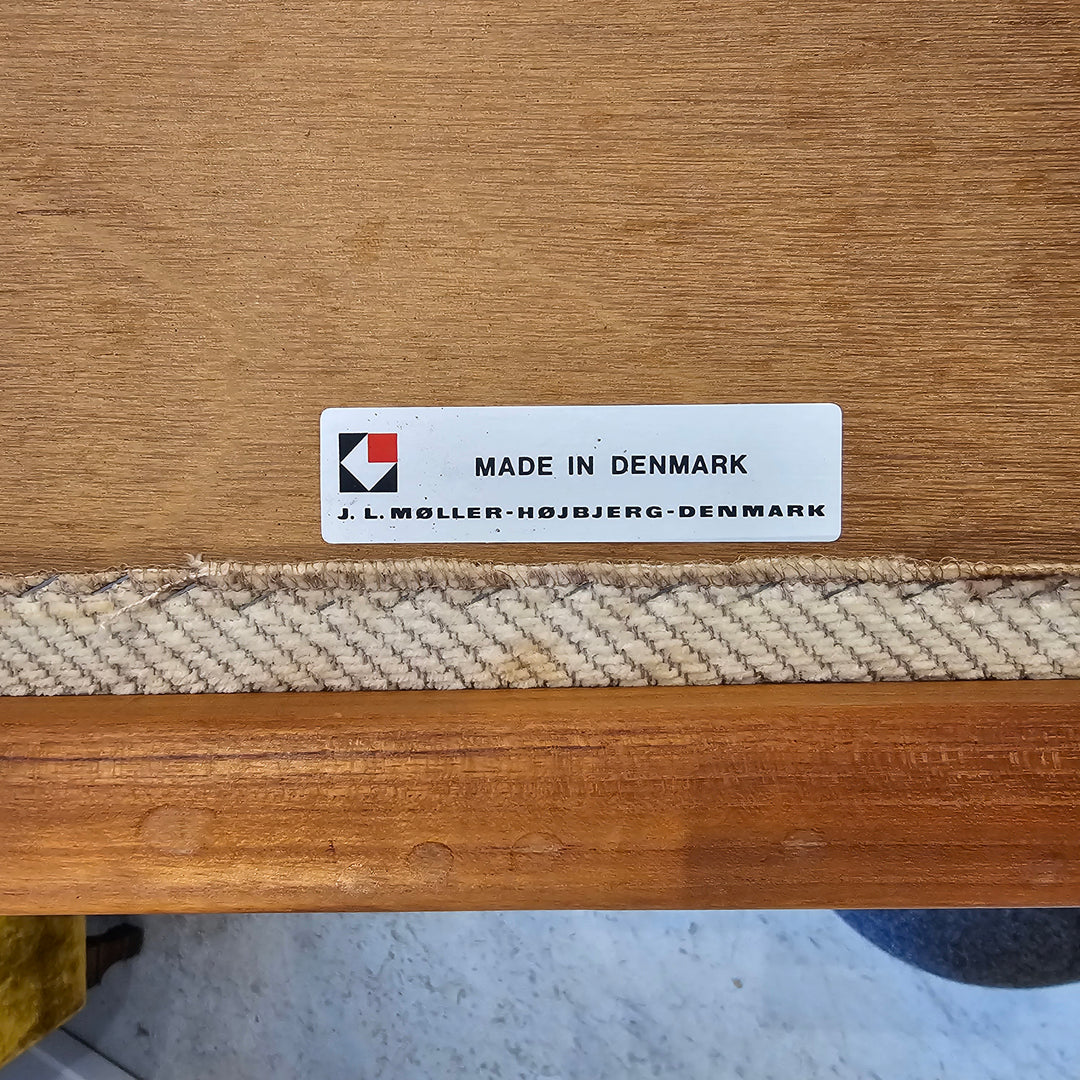 MADE IN DENMARK
J. L. MØLLER-HØJBJERG-DENMARK